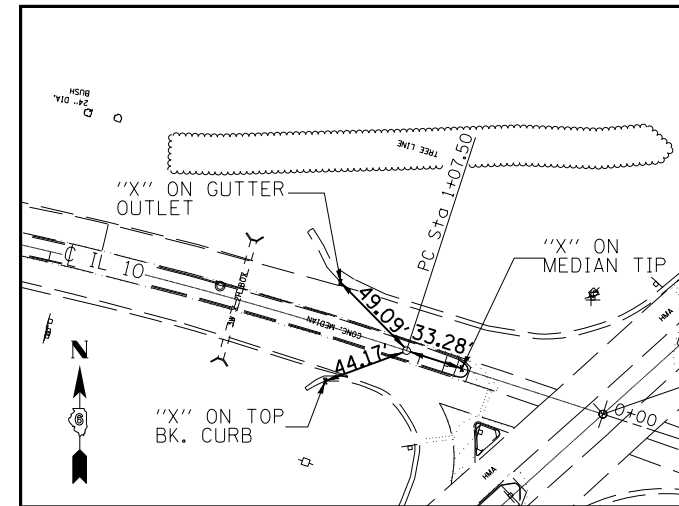 24" DIA.
BUSH
TREE LINE
"X" ON GUTTER
OUTLET
PC Sta 1+07.50
"X" ON
MEDIAN TIP
℄ IL 10
CONC. MEDIAN
49.09'
33.28'
44.17'
HMA
N
6
"X" ON TOP
BK. CURB
0+00
HMA